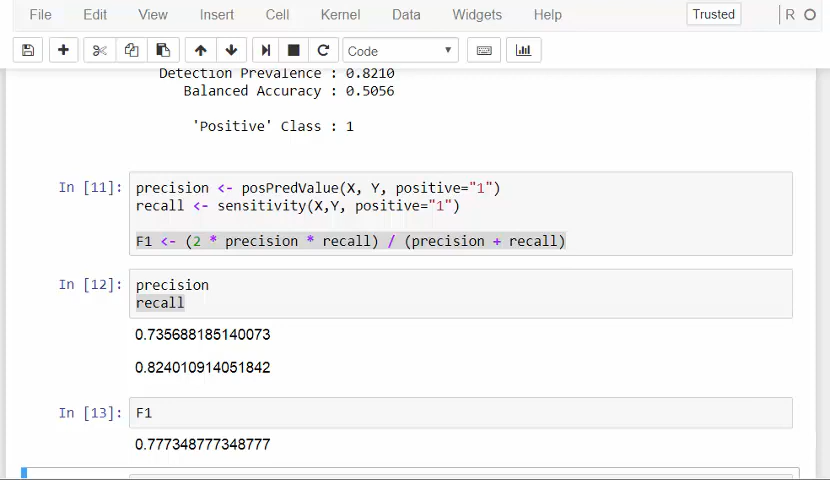 File Edit View Insert Cell Kernel Data Widgets Help Trusted R
Code
Detection Prevalence : 0.8210
Balanced Accuracy : 0.5056
'Positive' Class : 1
In [11]: precision <- posPredValue(X, Y, positive="1")
recall <- sensitivity(X,Y, positive="1")
F1 <- (2 * precision * recall) / (precision + recall)
In [12]: precision
recall
0.735688185140073
0.824010914051842
In [13]: F1
0.777348777348777